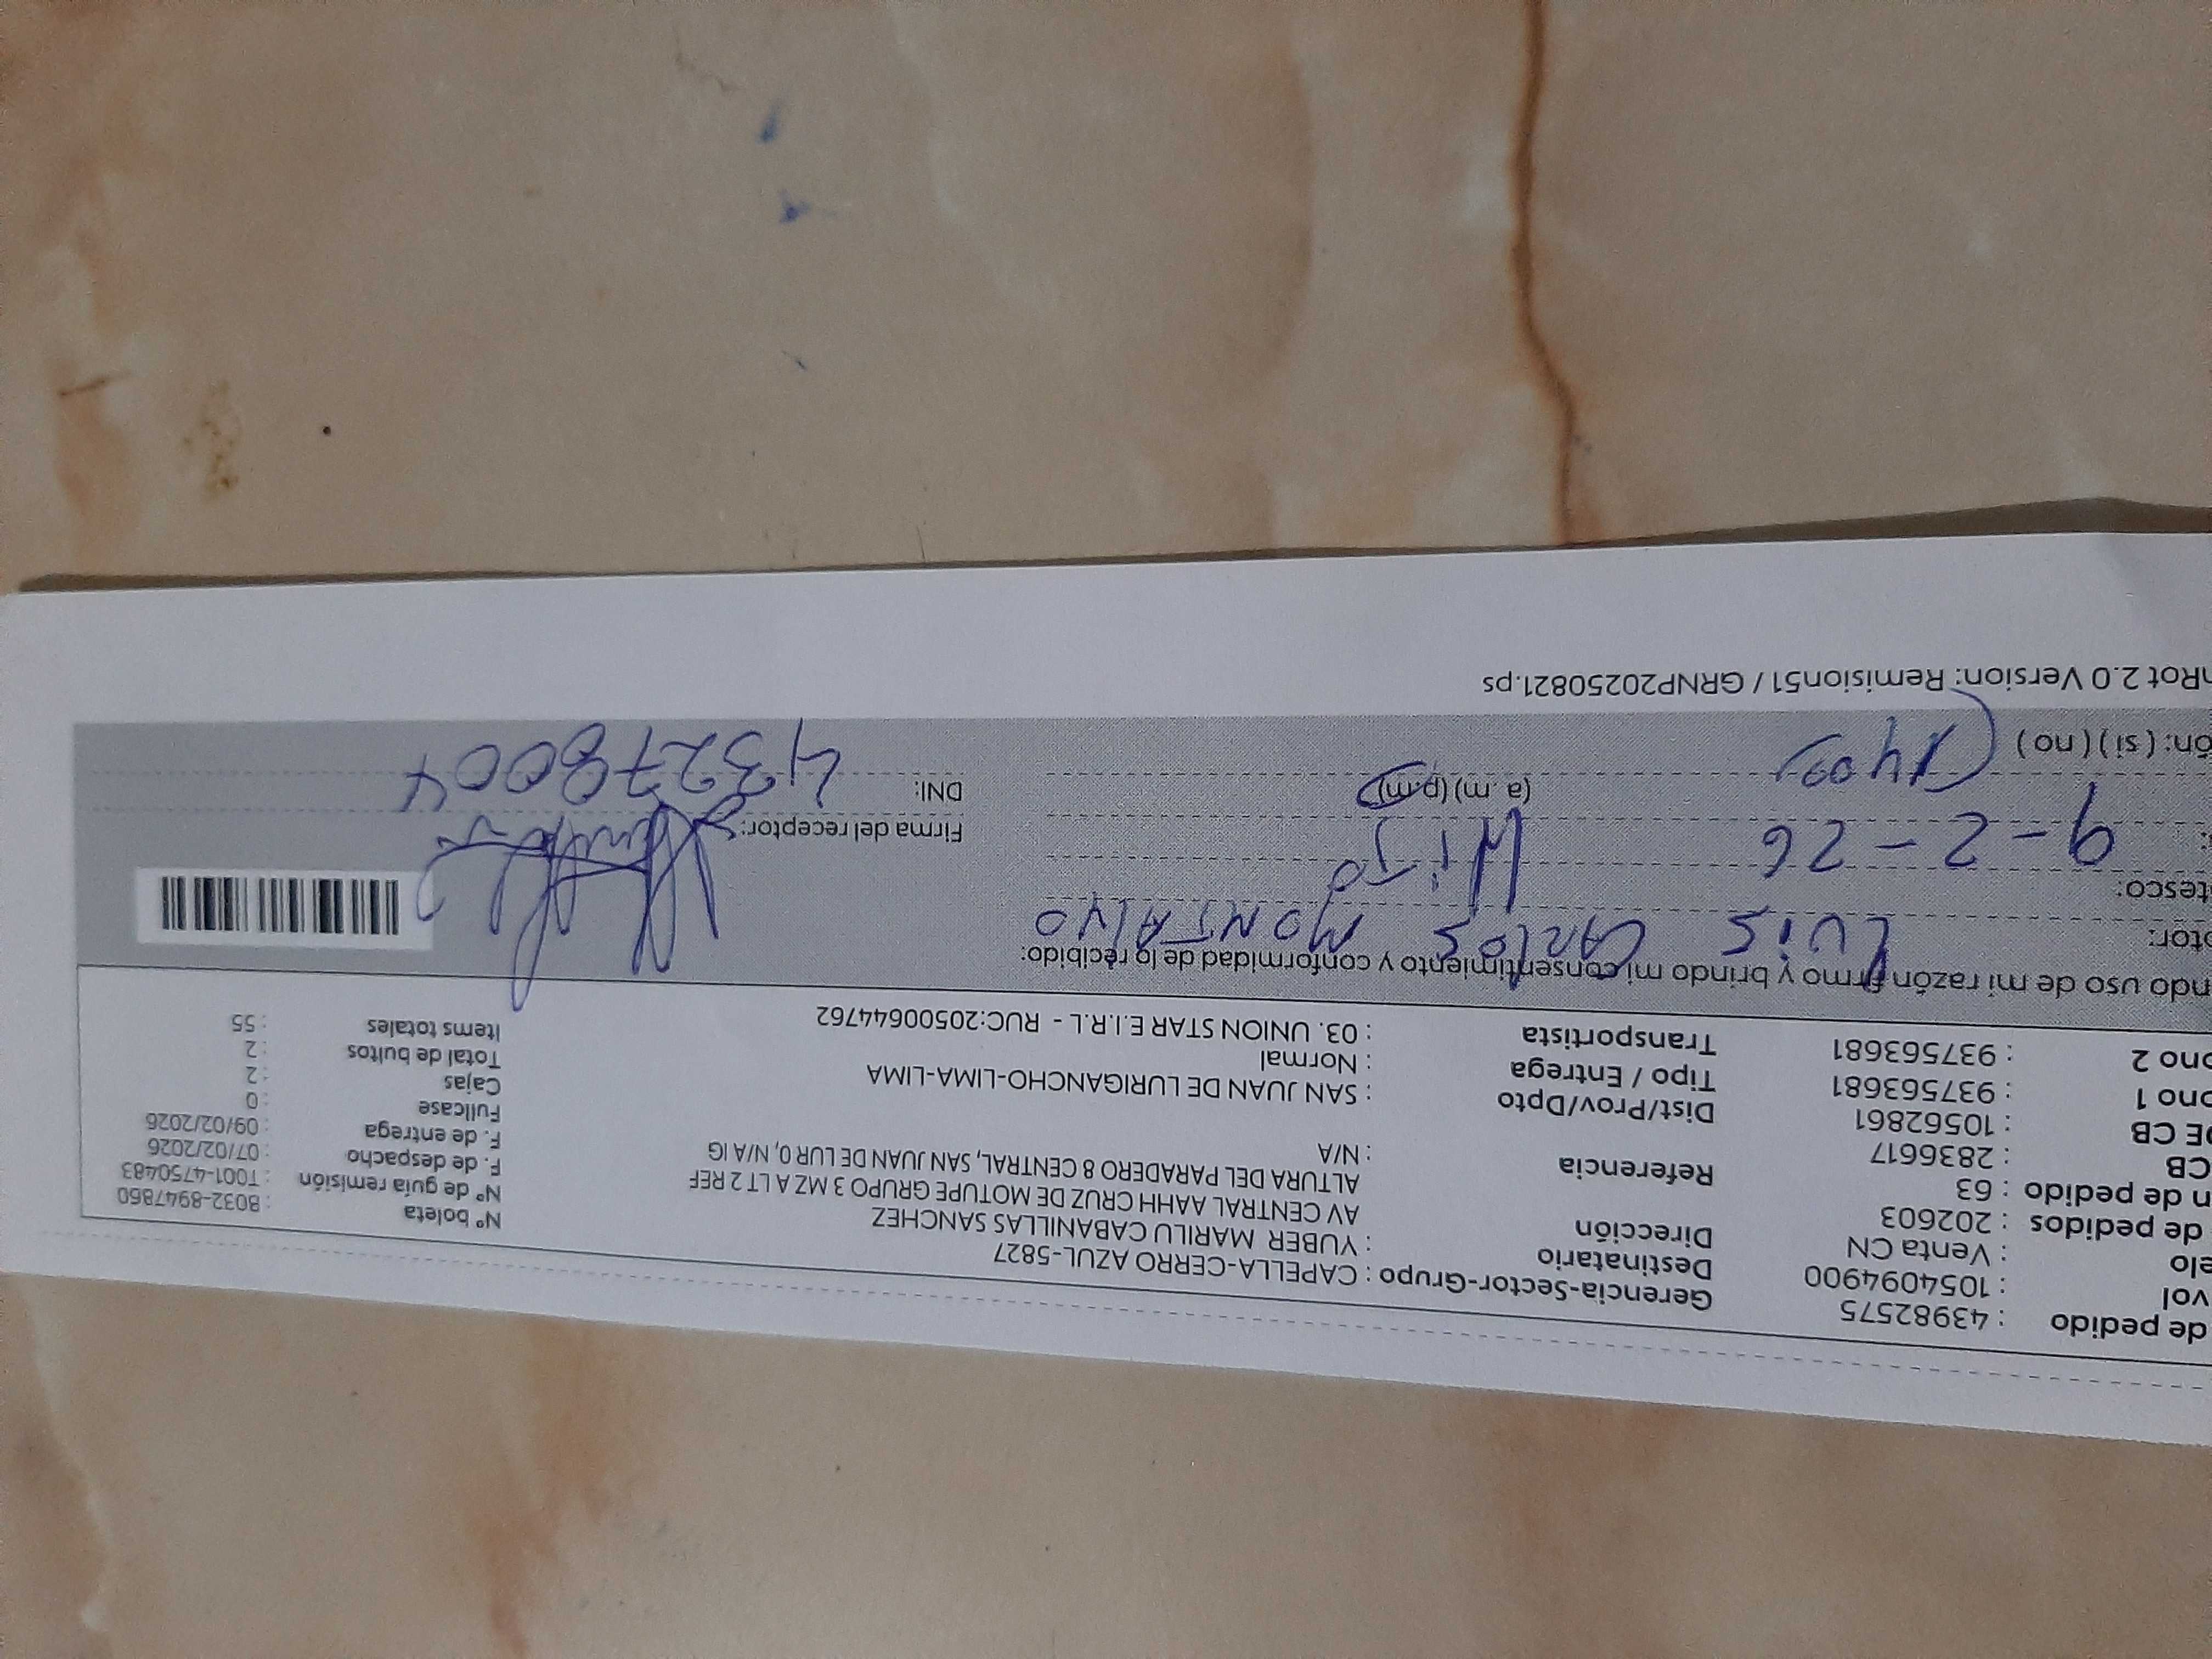 de pedido : 43982575 Gerencia-Sector-Grupo : CAPELLA-CERRO AZUL-5827 Nº boleta : B032-8947860
vol : 1054094900 Destinatario : YUBER MARILU CABANILLAS SANCHEZ Nº de guía remisión : T001-4750483
elo : Venta CN Dirección AV CENTRAL AAHH CRUZ DE MOTUPE GRUPO 3 MZ A LT 2 REF F. de despacho : 07/02/2026
de pedidos : 202603 ALTURA DEL PARADERO 8 CENTRAL, SAN JUAN DE LUR 0, N/A IG F. de entrega : 09/02/2026
n de pedido : 63 Referencia : N/A Fullcase : 0
CB : 2836617 Dist/Prov/Dpto : SAN JUAN DE LURIGANCHO-LIMA-LIMA Cajas : 2
DE CB : 10562861 Tipo / Entrega : Normal Total de bultos : 2
ono 1 : 937563681 Transportista : 03. UNION STAR E.I.R.L - RUC:20500644762 Items totales : 55
ono 2 : 937563681
ndo uso de mi razón firmo y brindo mi consentimiento y conformidad de lo recibido:
ptor: LUIS CARLOS MONTALVO
tesco: HiJo
9-2-26 (a. m) (p.m) Firma del receptor:
ón: ( si ) ( no ) 1400 DNI: 43278004
nRot 2.0 Version: Remision51 / GRNP20250821.ps